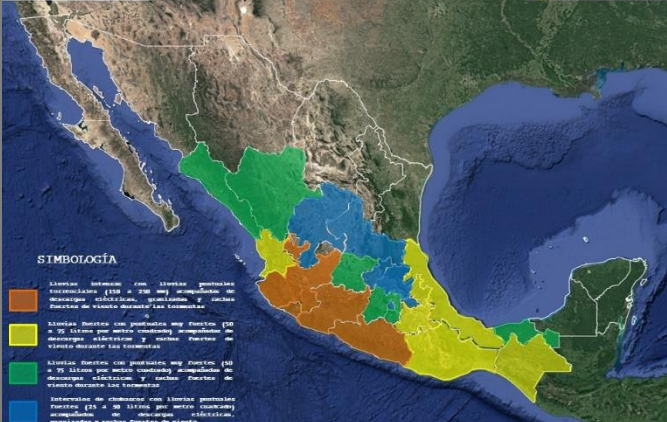 SIMBOLOGÍA
Lluvias intensas con lluvias puntuales
torrenciales (150 a 250 mm) acompañadas de
descargas eléctricas, granizadas y rachas
fuertes de viento durante las tormentas
Lluvias fuertes con puntuales muy fuertes (50
a 75 litros por metro cuadrado) acompañados de
descargas eléctricas y rachas fuertes de
viento durante las tormentas
Lluvias fuertes con puntuales muy fuertes (50
a 75 litros por metro cuadrado) acompañados de
descargas eléctricas y rachas fuertes de
viento durante las tormentas
Intervalos de chubascos con lluvias puntuales
fuertes (25 a 50 litros por metro cuadrado)
acompañados de descargas eléctricas,